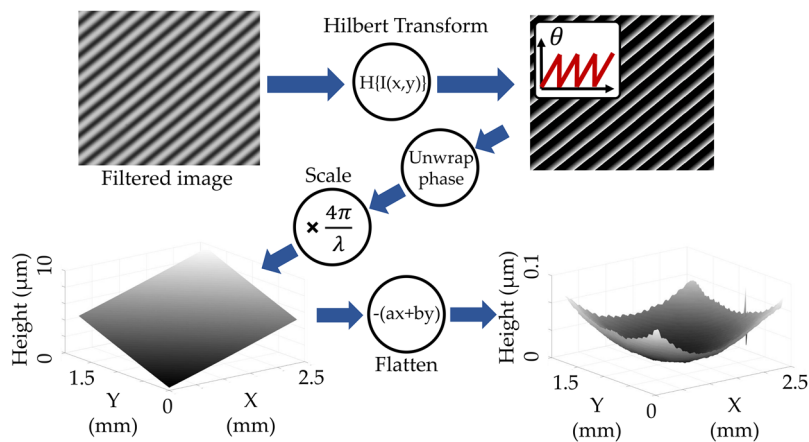 Hilbert Transform
θ
H{I(x,y)}
Filtered image
Unwrap
phase
Scale
× 4π
λ
Height (μm)
10
0
1.5
Y
(mm)
0
X
(mm)
2.5
-(ax+by)
Flatten
Height (μm)
0.1
0
1.5
Y
(mm)
0
X
(mm)
2.5